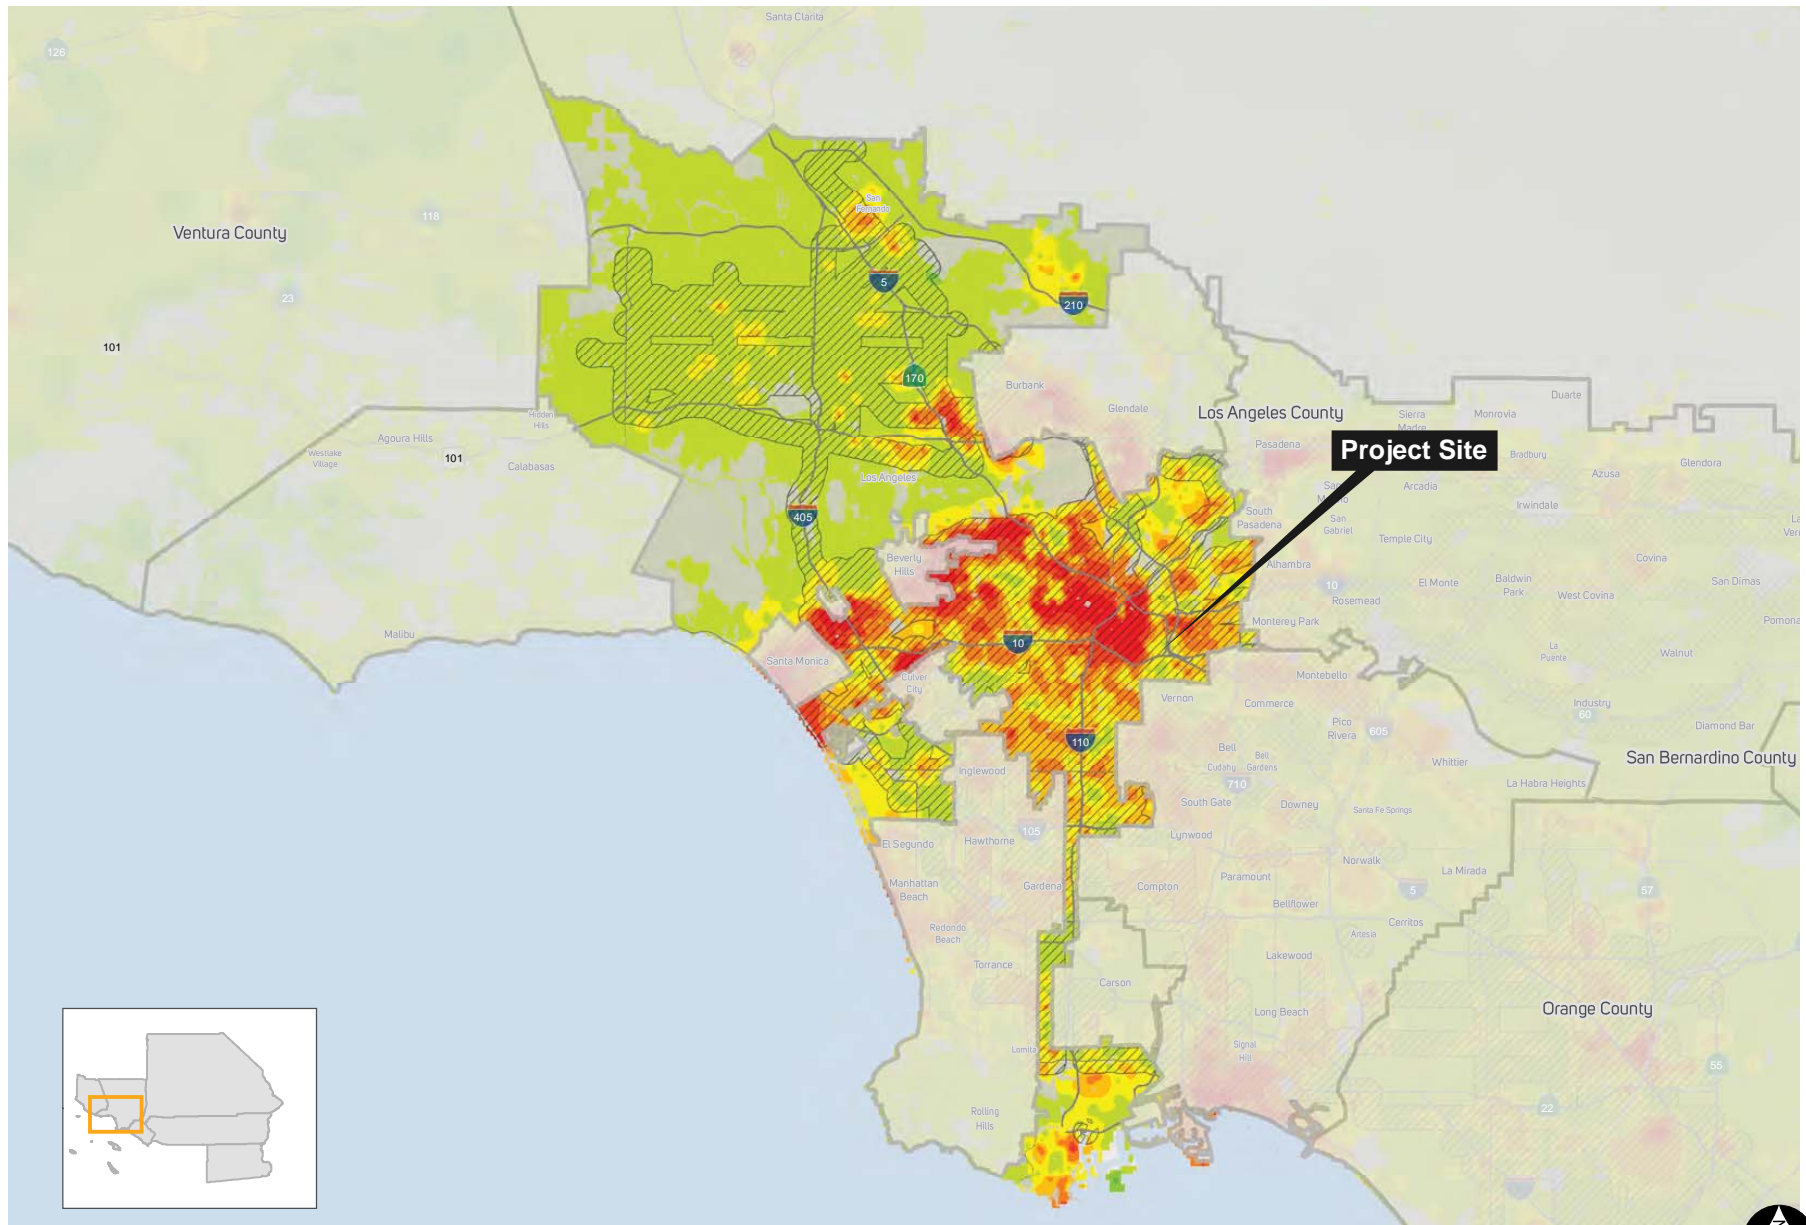 Santa Clarita
126
118
Ventura County
San
Fernando
5
23
210
101
170
Burbank
Glendale
Los Angeles County
Duarte
Sierra
Madre
Monrovia
Hidden
Hills
Agoura Hills
Westlake
Village
101
Calabasas
Los Angeles
Pasadena
Project Site
Bradbury
Azusa
Glendora
Arcadia
Irwindale
405
South
Pasadena
San
Gabriel
Temple City
Covina
Beverly
Hills
Alhambra
10
El Monte
Baldwin
Park
San Dimas
West Covina
Rosemead
Monterey Park
Pomona
Malibu
10
Santa Monica
La
Puente
Walnut
Culver
City
Montebello
Vernon
Commerce
Industry
60
Pico
Rivera
605
Diamond Bar
110
Bell
Bell
Gardens
Cudahy
Whittier
San Bernardino County
Inglewood
710
La Habra Heights
South Gate
Downey
Santa Fe Springs
105
Lynwood
El Segundo
Hawthorne
Norwalk
La Mirada
Manhattan
Beach
Gardena
Compton
Paramount
5
57
Bellflower
Cerritos
Artesia
Redondo
Beach
Lakewood
Torrance
Carson
Long Beach
Orange County
Signal
Hill
Lomita
55
Rolling
Hills
22
N